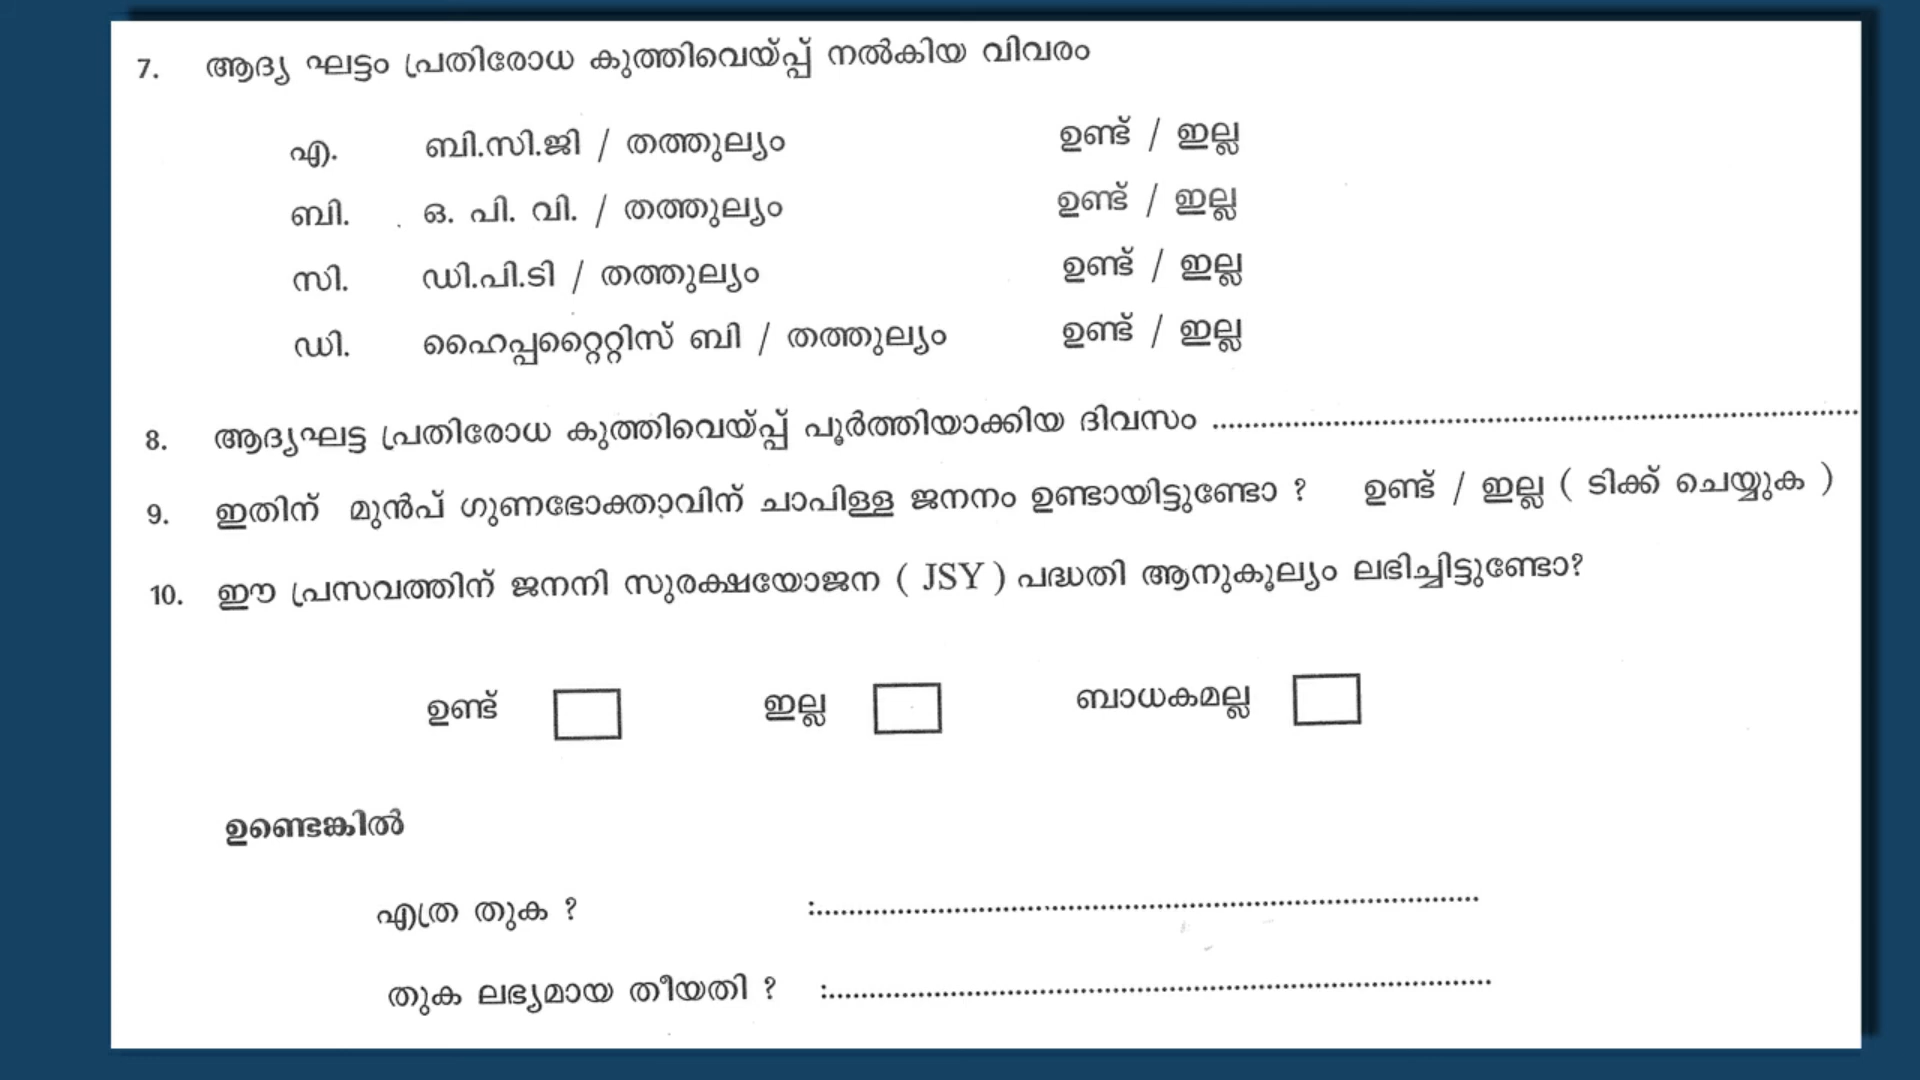 7. ആദ്യ ഘട്ടം പ്രതിരോധ കുത്തിവെയ്പ്പ് നൽകിയ വിവരം
എ. ബി.സി.ജി / തത്തുല്യം ഉണ്ട് / ഇല്ല
ബി. ഒ. പി. വി. / തത്തുല്യം ഉണ്ട് / ഇല്ല
സി. ഡി.പി.ടി / തത്തുല്യം ഉണ്ട് / ഇല്ല
ഡി. ഹൈപ്പറ്റൈറ്റിസ് ബി / തത്തുല്യം ഉണ്ട് / ഇല്ല
8. ആദ്യഘട്ട പ്രതിരോധ കുത്തിവെയ്പ്പ് പൂർത്തിയാക്കിയ ദിവസം ................................................................
9. ഇതിന് മുൻപ് ഗുണഭോക്താവിന് ചാപിള്ള ജനനം ഉണ്ടായിട്ടുണ്ടോ ? ഉണ്ട് / ഇല്ല ( ടിക്ക് ചെയ്യുക )
10. ഈ പ്രസവത്തിന് ജനനി സുരക്ഷയോജന ( JSY ) പദ്ധതി ആനുകൂല്യം ലഭിച്ചിട്ടുണ്ടോ?
ഉണ്ട് ഇല്ല ബാധകമല്ല
ഉണ്ടെങ്കിൽ
എത്ര തുക ? :................................................................
തുക ലഭ്യമായ തീയതി ? :................................................................